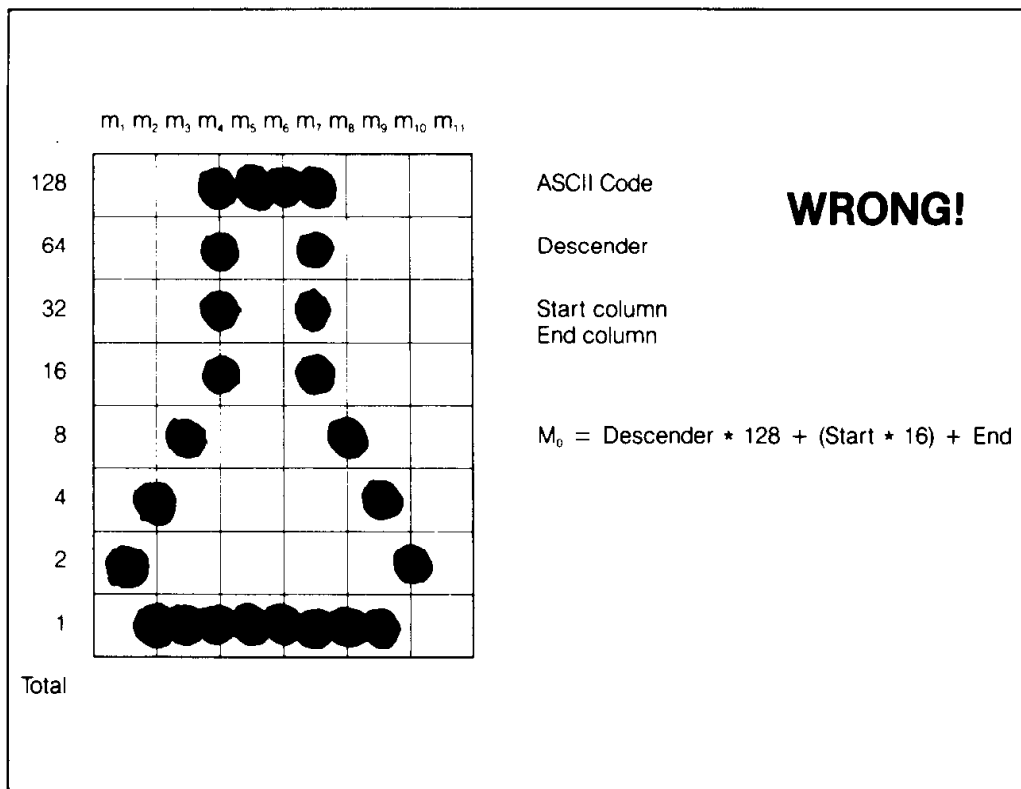 m₁ m₂ m₃ m₄ m₅ m₆ m₇ m₈ m₉ m₁₀ m₁₁
128
ASCII Code
WRONG!
64
Descender
32
Start column
End column
16
8
M₀ = Descender * 128 + (Start * 16) + End
4
2
1
Total